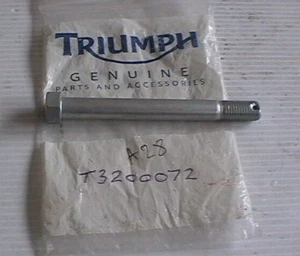 TRIUMPH
GENUINE
PARTS AND ACCESSORIES
A28
T3200072